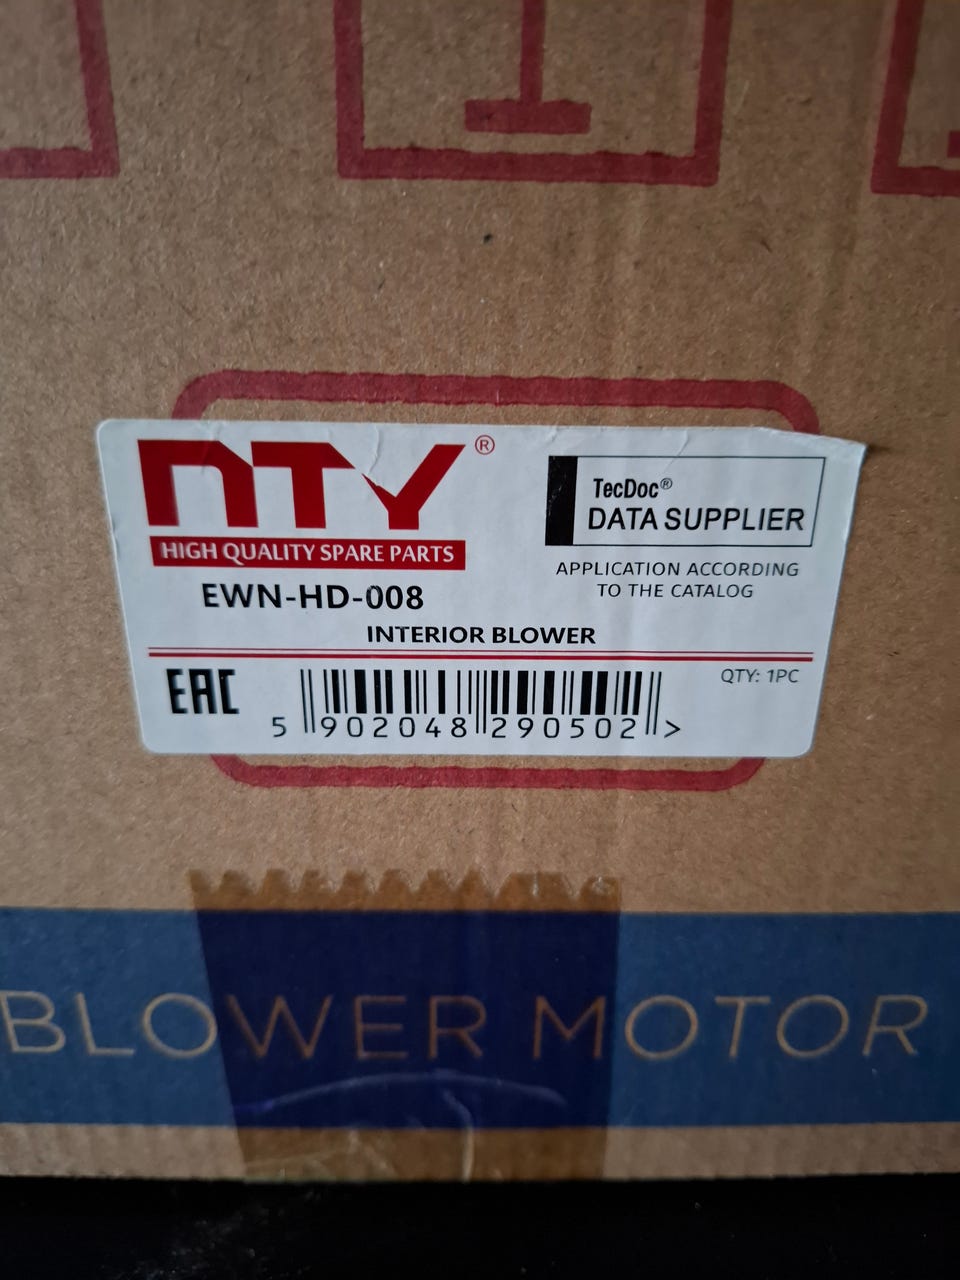 NTY®
HIGH QUALITY SPARE PARTS
EWN-HD-008
TecDoc®
DATA SUPPLIER
APPLICATION ACCORDING
TO THE CATALOG
INTERIOR BLOWER
EAC
QTY: 1PC
5 902048 290502 >
BLOWER MOTOR